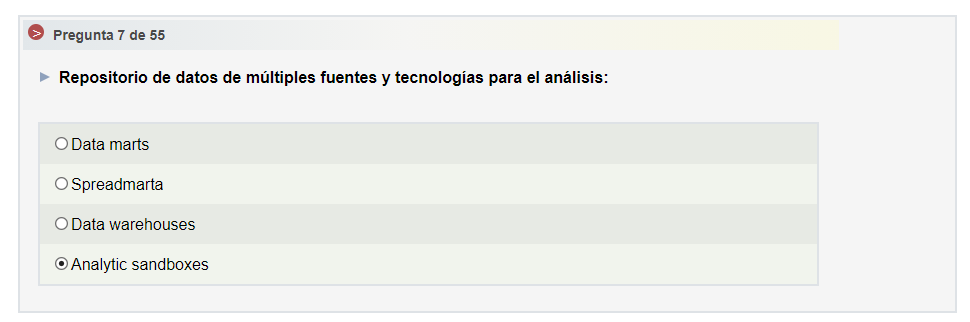 Pregunta 7 de 55
Repositorio de datos de múltiples fuentes y tecnologías para el análisis:
Data marts
Spreadmarta
Data warehouses
Analytic sandboxes